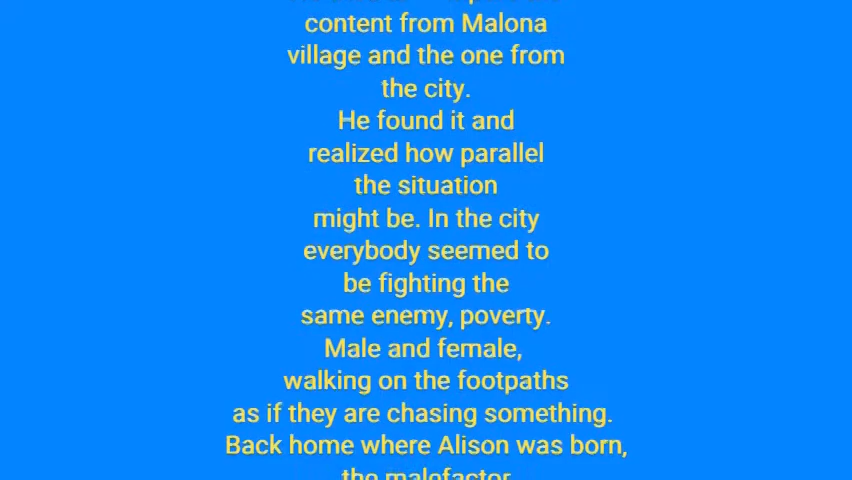 content from Malona
village and the one from
the city.
He found it and
realized how parallel
the situation
might be. In the city
everybody seemed to
be fighting the
same enemy, poverty.
Male and female,
walking on the footpaths
as if they are chasing something.
Back home where Alison was born,
the malefactor